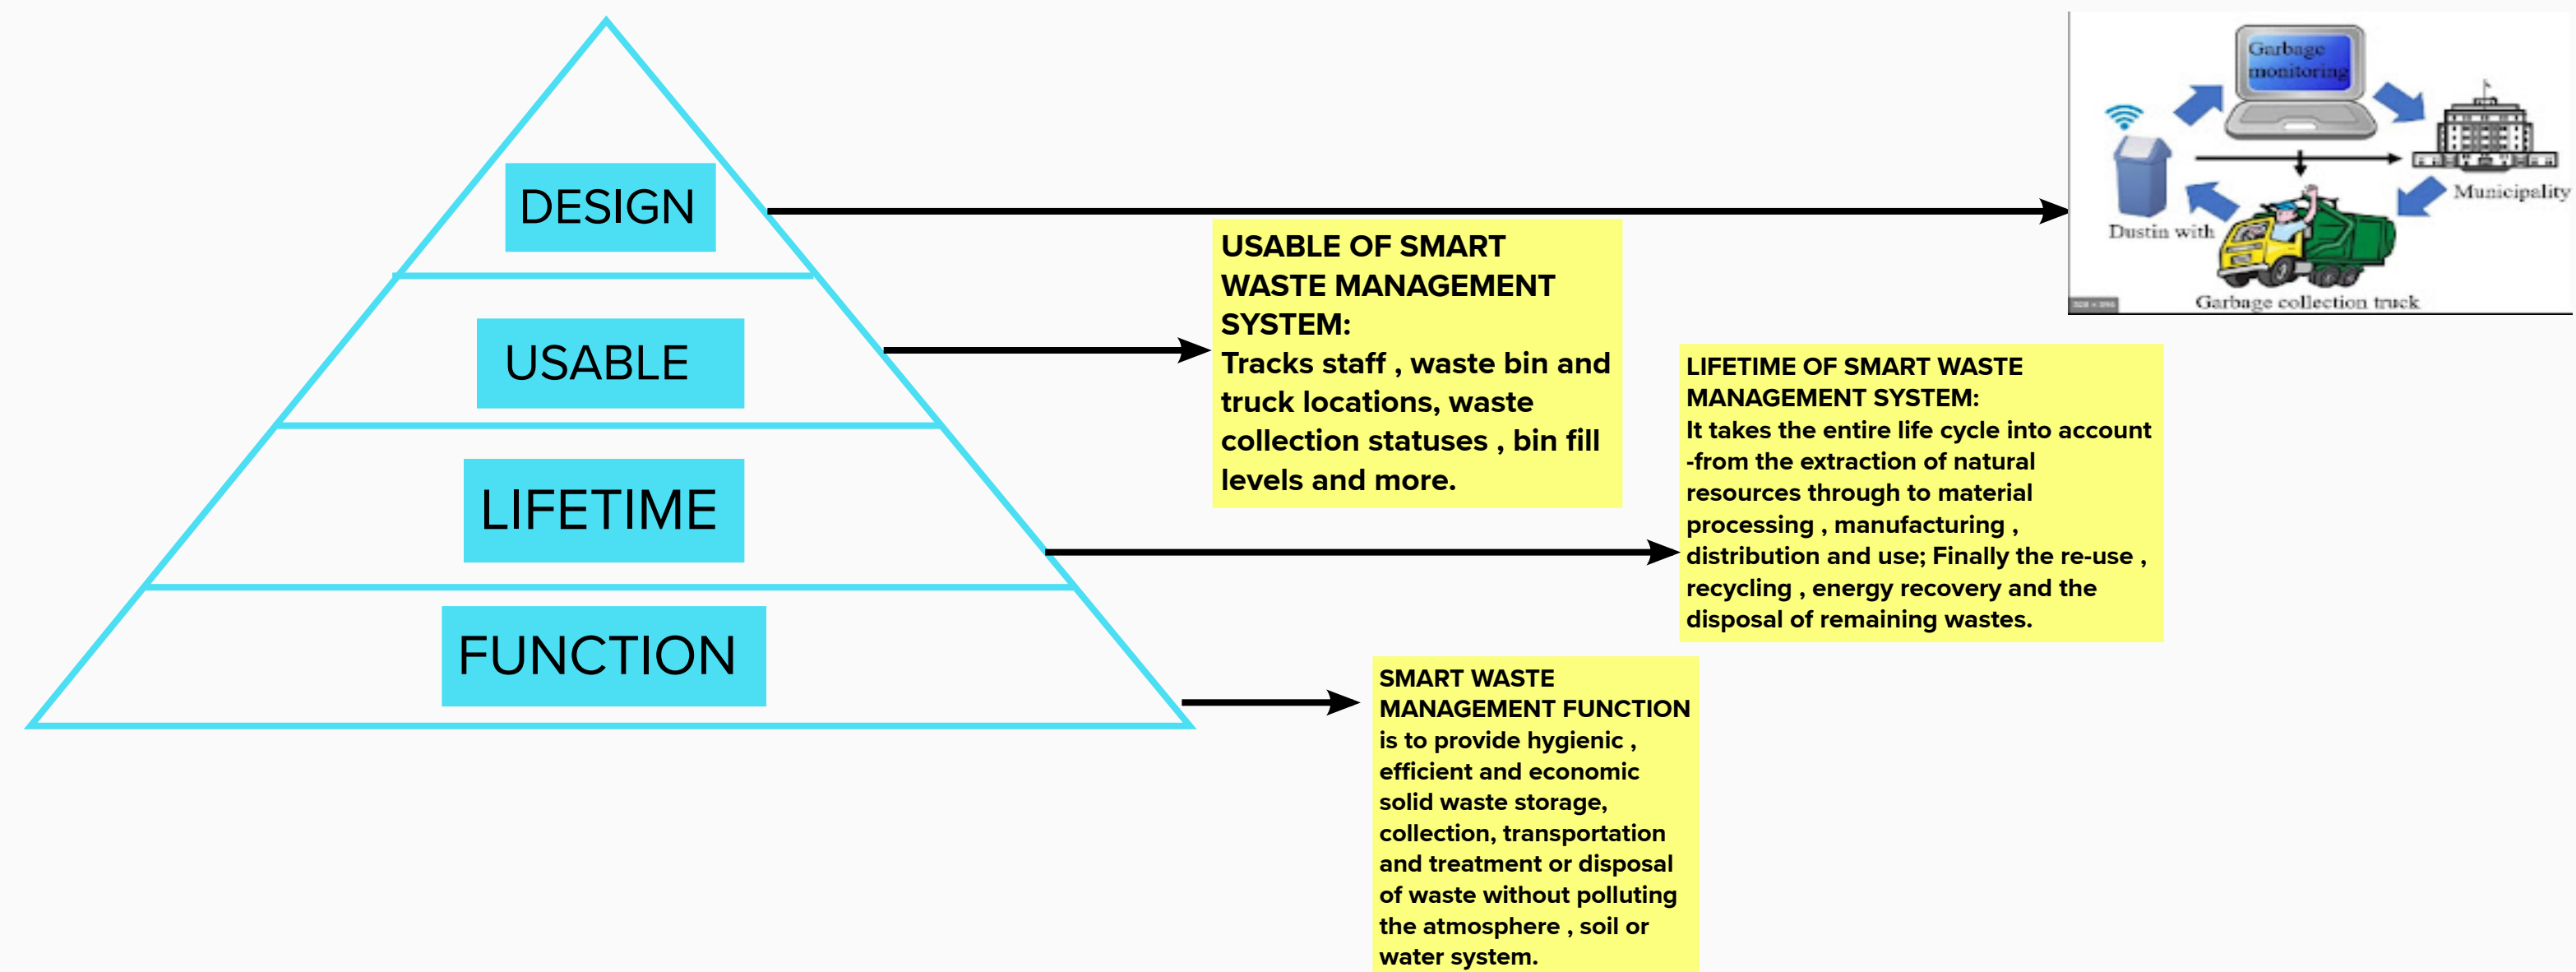 DESIGN
USABLE
LIFETIME
FUNCTION
USABLE OF SMART
WASTE MANAGEMENT
SYSTEM:
Tracks staff , waste bin and
truck locations, waste
collection statuses , bin fill
levels and more.
Garbage
monitoring
Municipality
Dustin with
Garbage collection truck
LIFETIME OF SMART WASTE
MANAGEMENT SYSTEM:
It takes the entire life cycle into account
-from the extraction of natural
resources through to material
processing , manufacturing ,
distribution and use; Finally the re-use ,
recycling , energy recovery and the
disposal of remaining wastes.
SMART WASTE
MANAGEMENT FUNCTION
is to provide hygienic ,
efficient and economic
solid waste storage,
collection, transportation
and treatment or disposal
of waste without polluting
the atmosphere , soil or
water system.